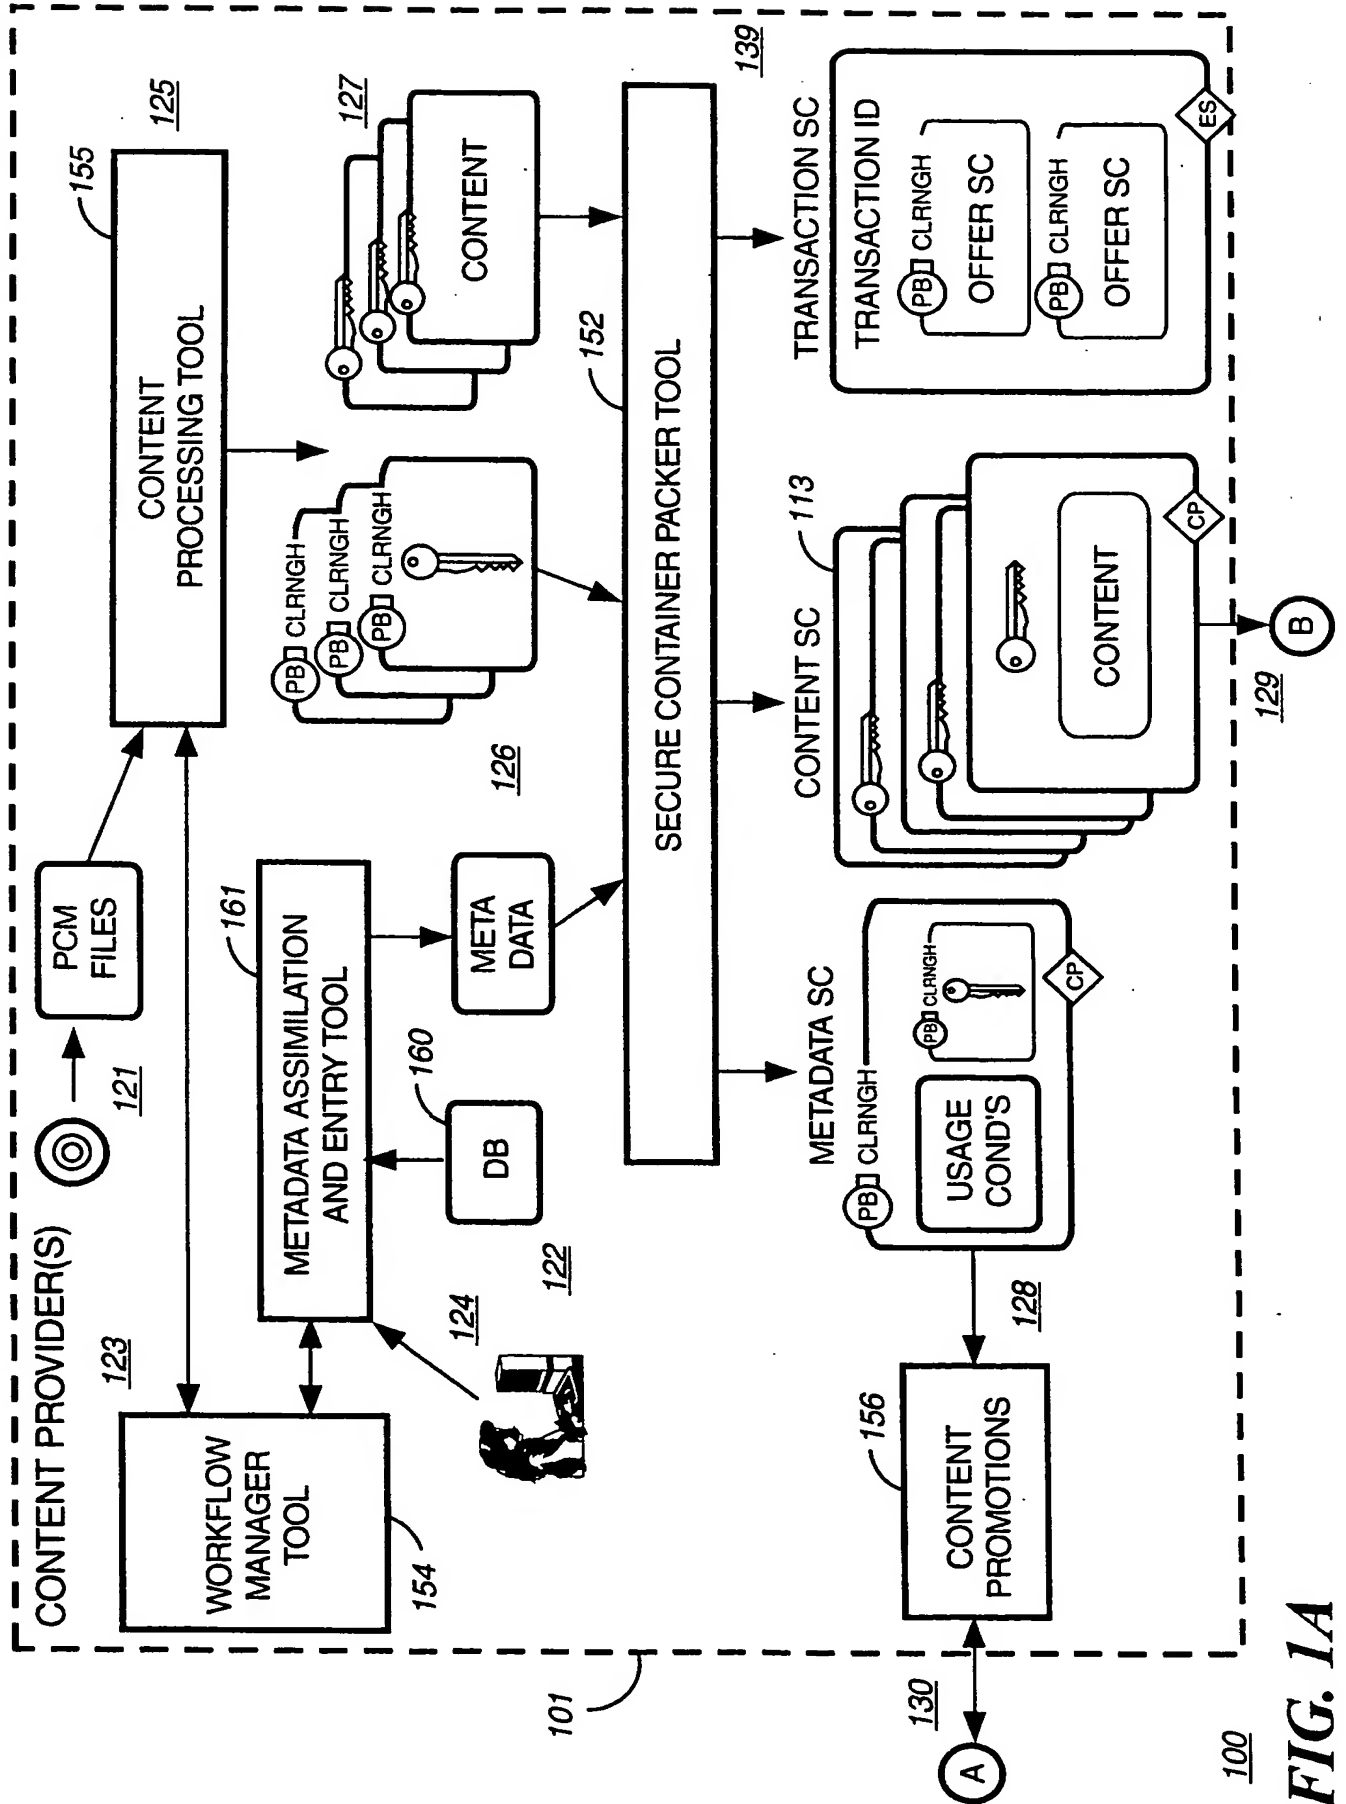 CONTENT PROVIDER(S)
121
PCM
FILES
123
WORKFLOW
MANAGER
TOOL
154
155
125
CONTENT
PROCESSING TOOL
161
METADATA ASSIMILATION
AND ENTRY TOOL
124
122
160
DB
META
DATA
126
PB CLRNGH
PB CLRNGH
PB CLRNGH
127
CONTENT
152
SECURE CONTAINER PACKER TOOL
139
METADATA SC
PB CLRNGH
USAGE
COND'S
PB CLRNGH
CP
CONTENT SC
113
CONTENT
CP
TRANSACTION SC
TRANSACTION ID
PB CLRNGH
OFFER SC
PB CLRNGH
OFFER SC
ES
128
156
CONTENT
PROMOTIONS
129
B
101
130
A
100
FIG. 1A